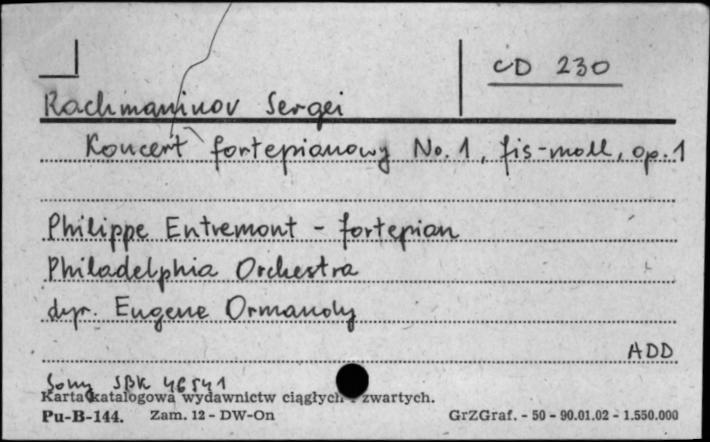 CD 230
Rachmaninov Sergei
Koncert fortepianowy No. 1, fis-moll, op. 1
Philippe Entremont - fortepian
Philadelphia Orchestra
dyr. Eugene Ormandy
ADD
Sony SBK 46541
Karta katalogowa wydawnictw ciągłych i zwartych.
Pu-B-144. Zam. 12 - DW-On GrZGraf. - 50 - 90.01.02 - 1.550.000